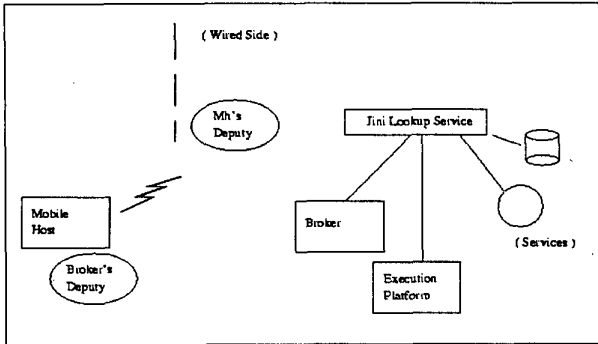 ( Wired Side )
Mh's
Deputy
Jini Lookup Service
Mobile
Host
Broker
( Services )
Broker's
Deputy
Execution
Platform